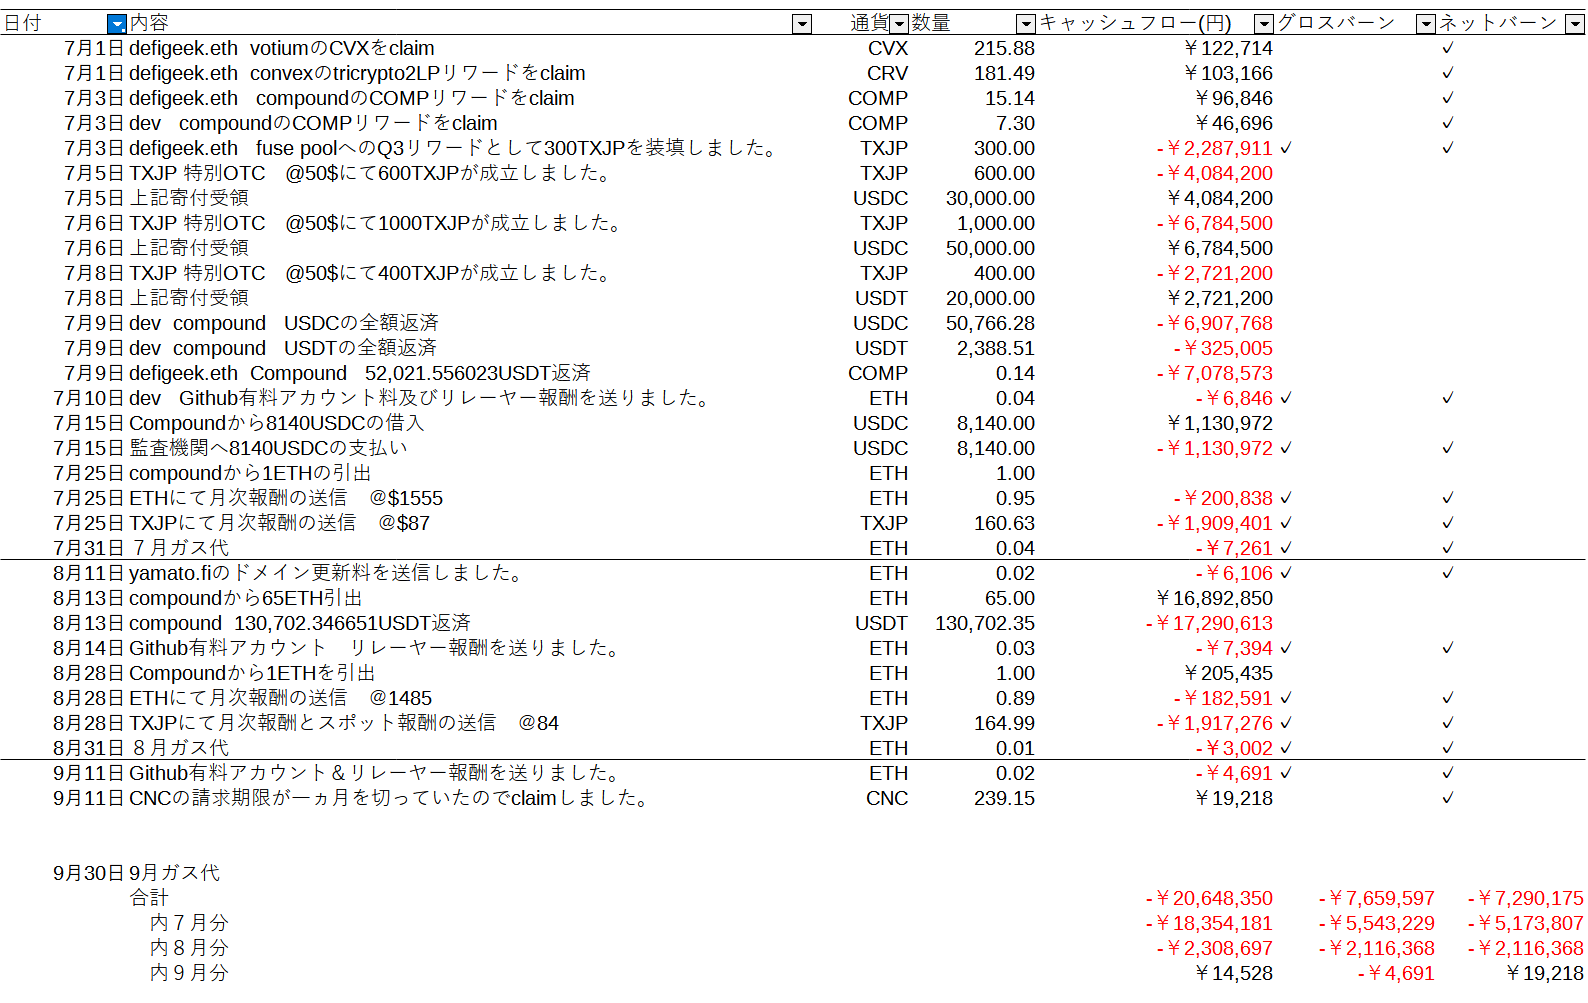 日付 内容 通貨 数量 キャッシュフロー(円) グロスバーン ネットバーン
7月1日 defigeek.eth votiumのCVXをclaim CVX 215.88 ¥122,714 ✓
7月1日 defigeek.eth convexのtricrypto2LPリワードをclaim CRV 181.49 ¥103,166 ✓
7月3日 defigeek.eth compoundのCOMPリワードをclaim COMP 15.14 ¥96,846 ✓
7月3日 dev compoundのCOMPリワードをclaim COMP 7.30 ¥46,696 ✓
7月3日 defigeek.eth fuse poolへのQ3リワードとして300TXJPを装填しました。 TXJP 300.00 -¥2,287,911 ✓ ✓
7月5日 TXJP 特別OTC @50$にて600TXJPが成立しました。 TXJP 600.00 -¥4,084,200
7月5日 上記寄付受領 USDC 30,000.00 ¥4,084,200
7月6日 TXJP 特別OTC @50$にて1000TXJPが成立しました。 TXJP 1,000.00 -¥6,784,500
7月6日 上記寄付受領 USDC 50,000.00 ¥6,784,500
7月8日 TXJP 特別OTC @50$にて400TXJPが成立しました。 TXJP 400.00 -¥2,721,200
7月8日 上記寄付受領 USDT 20,000.00 ¥2,721,200
7月9日 dev compound USDCの全額返済 USDC 50,766.28 -¥6,907,768
7月9日 dev compound USDTの全額返済 USDT 2,388.51 -¥325,005
7月9日 defigeek.eth Compound 52,021.556023USDT返済 COMP 0.14 -¥7,078,573
7月10日 dev Github有料アカウント料及びリレーヤー報酬を送りました。 ETH 0.04 -¥6,846 ✓ ✓
7月15日 Compoundから8140USDCの借入 USDC 8,140.00 ¥1,130,972
7月15日 監査機関へ8140USDCの支払い USDC 8,140.00 -¥1,130,972 ✓ ✓
7月25日 compoundから1ETHの引出 ETH 1.00
7月25日 ETHにて月次報酬の送信 @$1555 ETH 0.95 -¥200,838 ✓ ✓
7月25日 TXJPにて月次報酬の送信 @$87 TXJP 160.63 -¥1,909,401 ✓ ✓
7月31日 7月ガス代 ETH 0.04 -¥7,261 ✓ ✓
8月11日 yamato.fiのドメイン更新料を送信しました。 ETH 0.02 -¥6,106 ✓ ✓
8月13日 compoundから65ETH引出 ETH 65.00 ¥16,892,850
8月13日 compound 130,702.346651USDT返済 USDT 130,702.35 -¥17,290,613
8月14日 Github有料アカウント リレーヤー報酬を送りました。 ETH 0.03 -¥7,394 ✓ ✓
8月28日 Compoundから1ETHを引出 ETH 1.00 ¥205,435
8月28日 ETHにて月次報酬の送信 @1485 ETH 0.89 -¥182,591 ✓ ✓
8月28日 TXJPにて月次報酬とスポット報酬の送信 @84 TXJP 164.99 -¥1,917,276 ✓ ✓
8月31日 8月ガス代 ETH 0.01 -¥3,002 ✓ ✓
9月11日 Github有料アカウント&リレーヤー報酬を送りました。 ETH 0.02 -¥4,691 ✓ ✓
9月11日 CNCの請求期限が一ヵ月を切っていたのでclaimしました。 CNC 239.15 ¥19,218 ✓
9月30日 9月ガス代
合計 -¥20,648,350 -¥7,659,597 -¥7,290,175
内7月分 -¥18,354,181 -¥5,543,229 -¥5,173,807
内8月分 -¥2,308,697 -¥2,116,368 -¥2,116,368
内9月分 ¥14,528 -¥4,691 ¥19,218